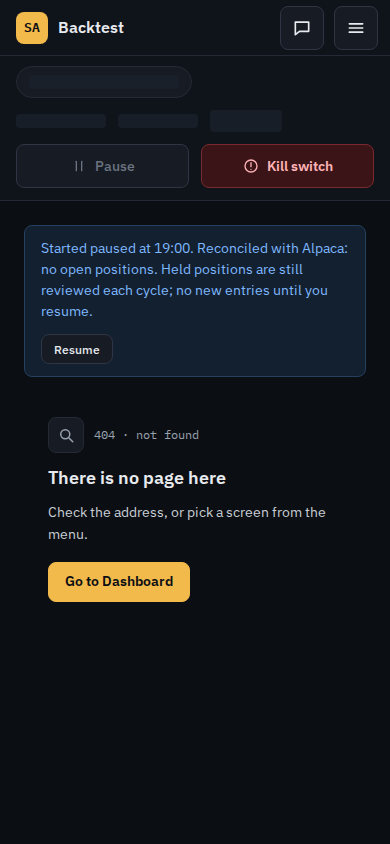 SA Backtest
Pause Kill switch
Started paused at 19:00. Reconciled with Alpaca:
no open positions. Held positions are still
reviewed each cycle; no new entries until you
resume.
Resume
404 · not found
There is no page here
Check the address, or pick a screen from the
menu.
Go to Dashboard